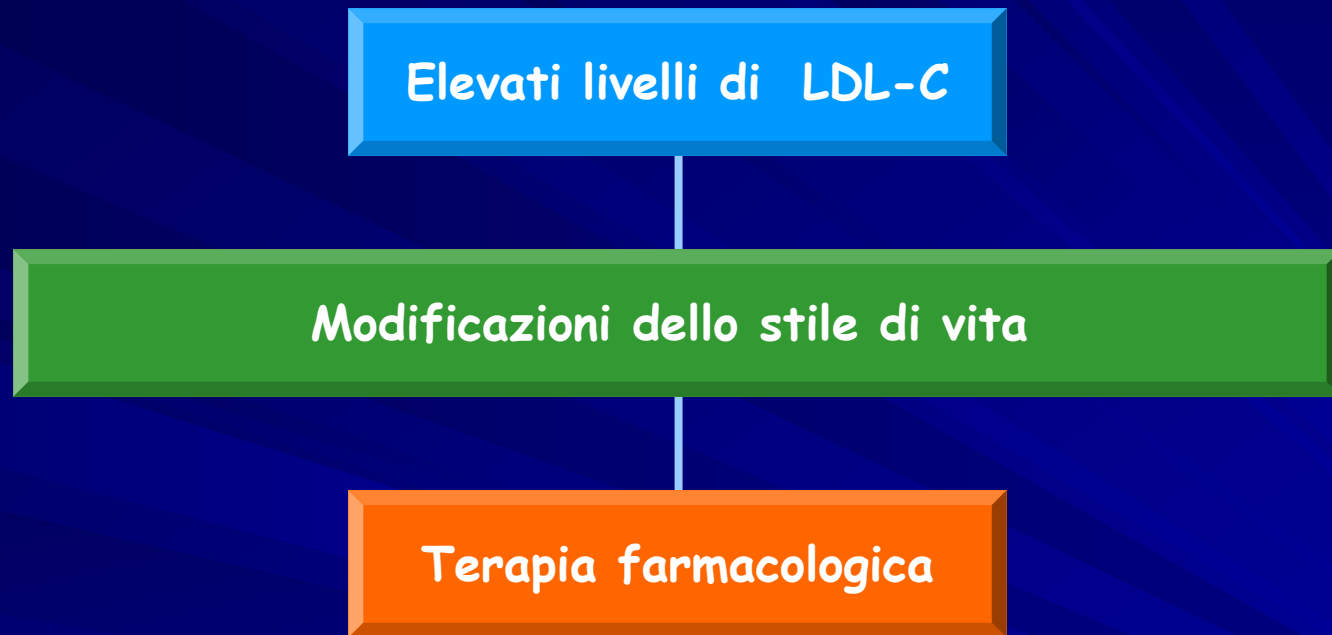 Elevati livelli di LDL-C
Modificazioni dello stile di vita
Terapia farmacologica